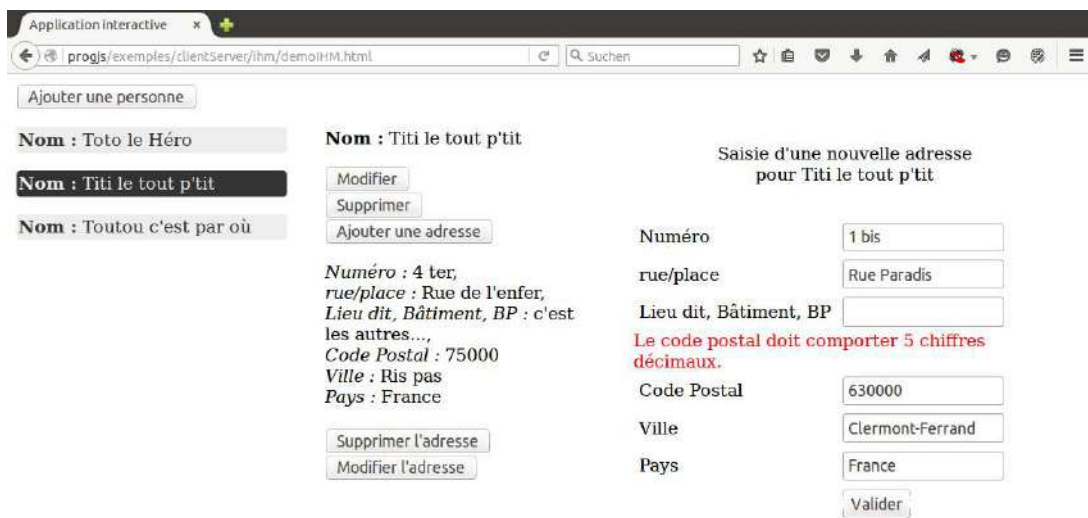 Application interactive
progjs/exemples/clientServer/ihm/demoIHM.html
Suchen
Ajouter une personne
Nom : Toto le Héro
Nom : Titi le tout p'tit
Nom : Toutou c'est par où
Nom : Titi le tout p'tit
Modifier
Supprimer
Ajouter une adresse
Numéro : 4 ter,
rue/place : Rue de l'enfer,
Lieu dit, Bâtiment, BP : c'est
les autres...,
Code Postal : 75000
Ville : Ris pas
Pays : France
Supprimer l'adresse
Modifier l'adresse
Saisie d'une nouvelle adresse
pour Titi le tout p'tit
Numéro 1 bis
rue/place Rue Paradis
Lieu dit, Bâtiment, BP
Le code postal doit comporter 5 chiffres
décimaux.
Code Postal 630000
Ville Clermont-Ferrand
Pays France
Valider